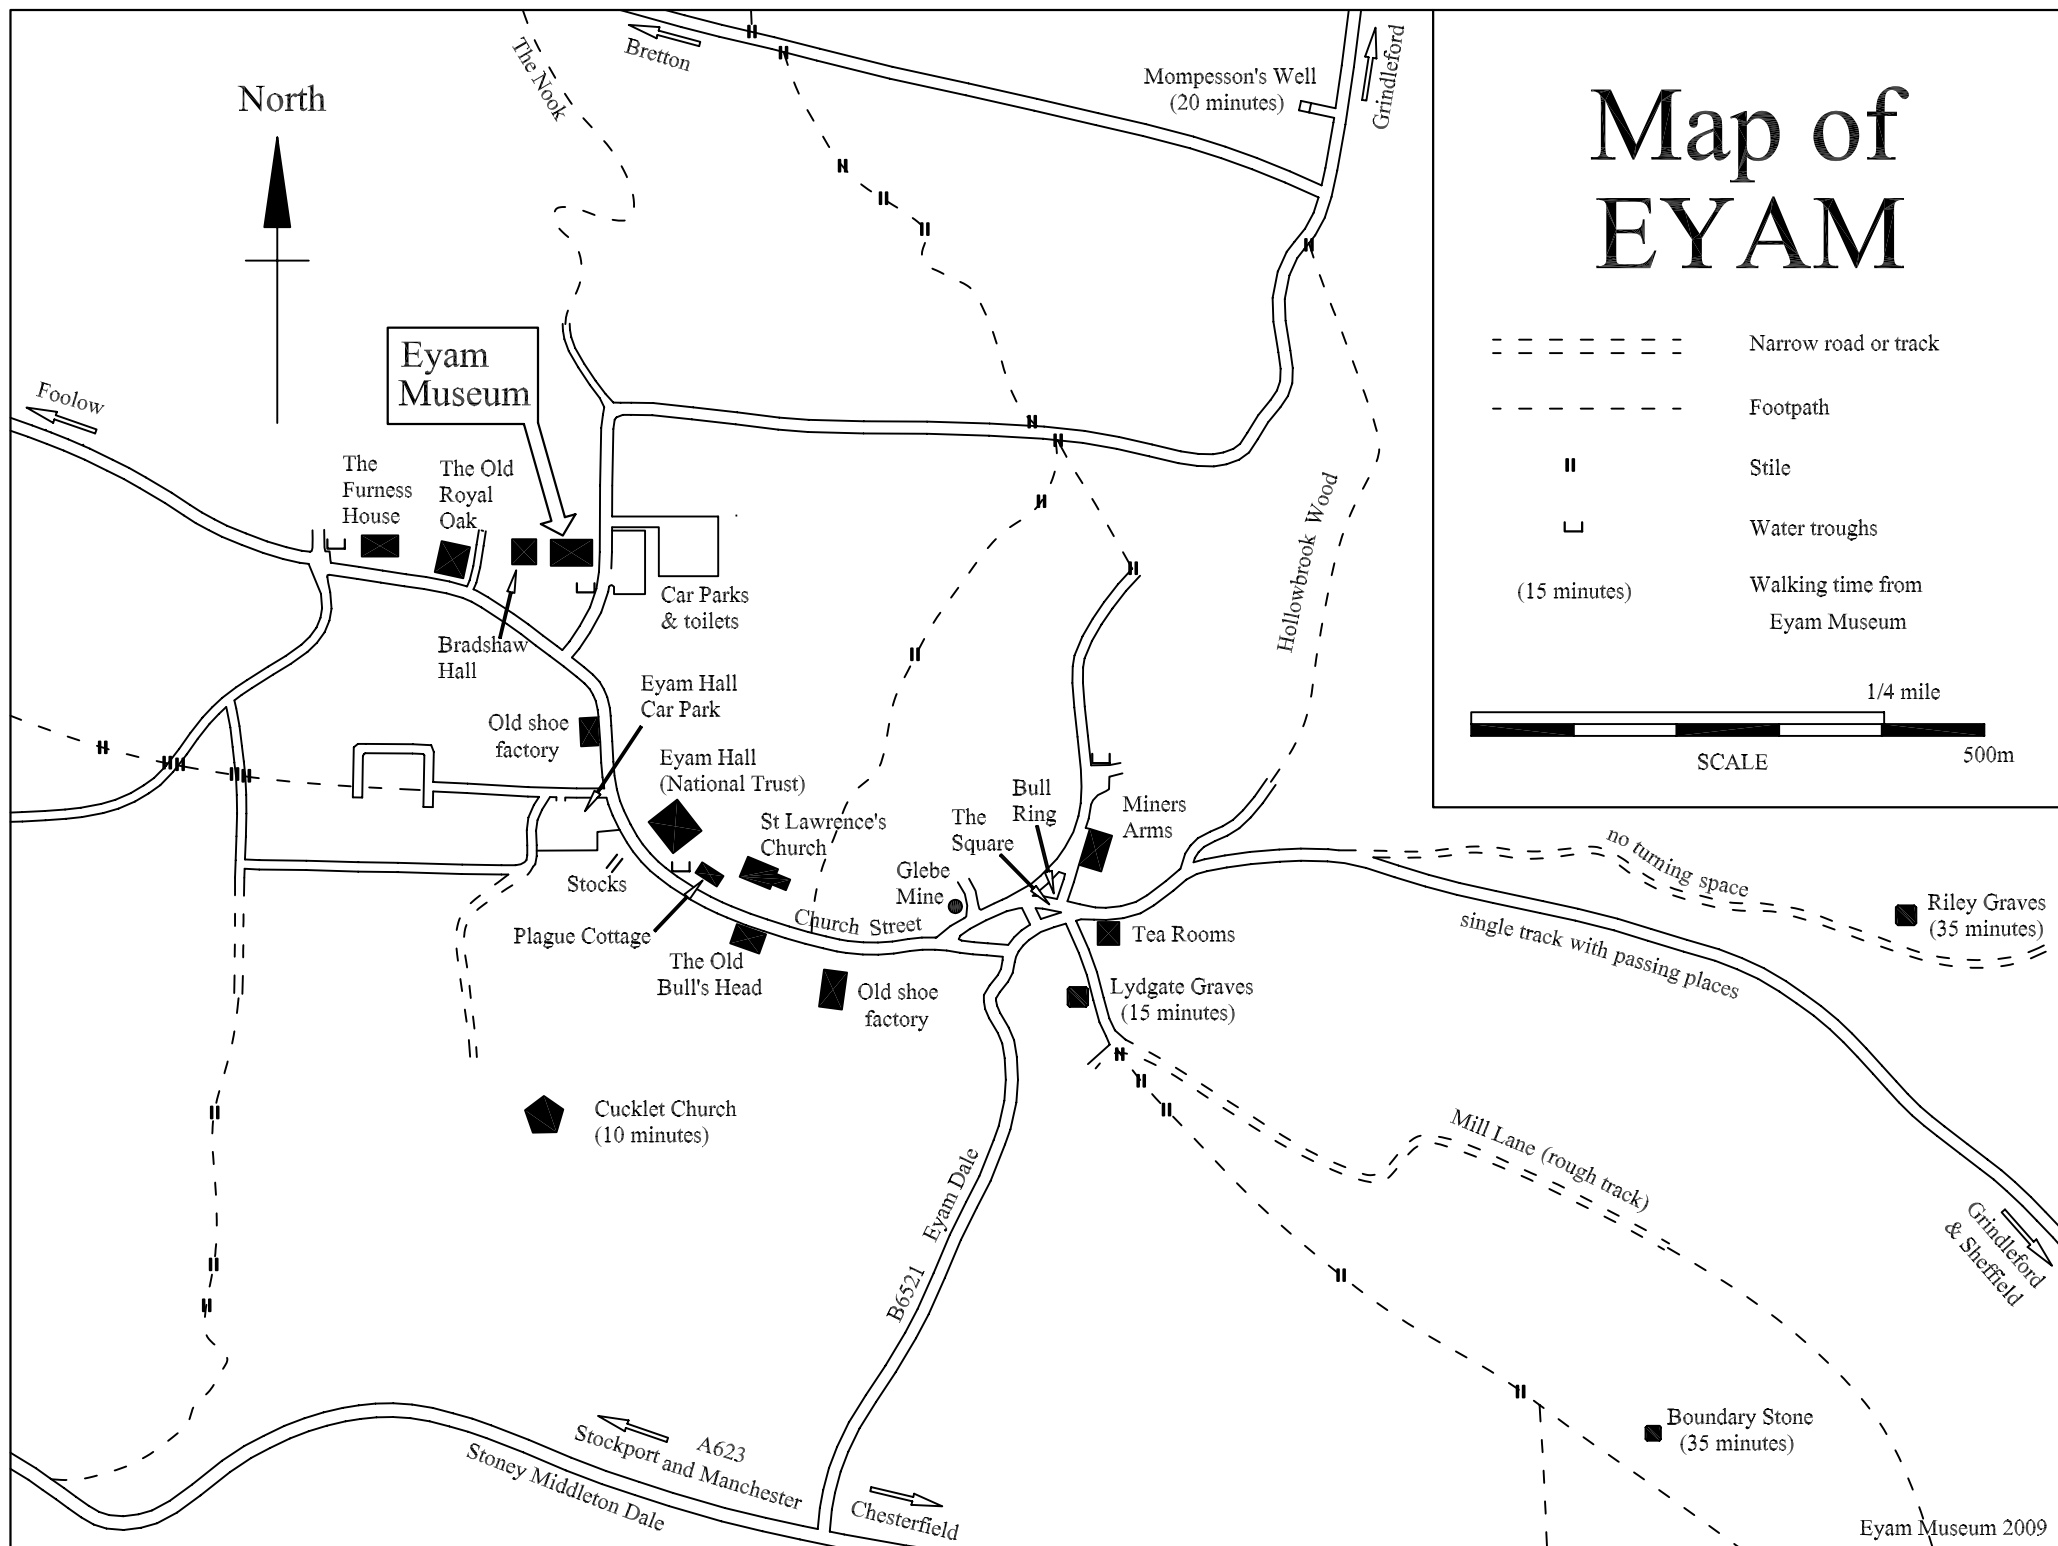 Map of
EYAM
North
The Nook
Bretton
Mompesson's Well
(20 minutes)
Grindleford
Narrow road or track
Footpath
Stile
Water troughs
(15 minutes)
Walking time from
Eyam Museum
1/4 mile
SCALE
500m
Eyam
Museum
Foolow
The
Furness
House
The Old
Royal
Oak
Car Parks
& toilets
Bradshaw
Hall
Eyam Hall
Car Park
Old shoe
factory
Eyam Hall
(National Trust)
St Lawrence's
Church
Hollowbrook Wood
Bull
Ring
The
Square
Miners
Arms
Glebe
Mine
Stocks
Church Street
Plague Cottage
The Old
Bull's Head
Old shoe
factory
Tea Rooms
Lydgate Graves
(15 minutes)
no turning space
single track with passing places
Riley Graves
(35 minutes)
Cucklet Church
(10 minutes)
Mill Lane (rough track)
Eyam Dale
B6521
Grindleford
& Sheffield
A623
Stockport and Manchester
Stoney Middleton Dale
Chesterfield
Boundary Stone
(35 minutes)
Eyam Museum 2009